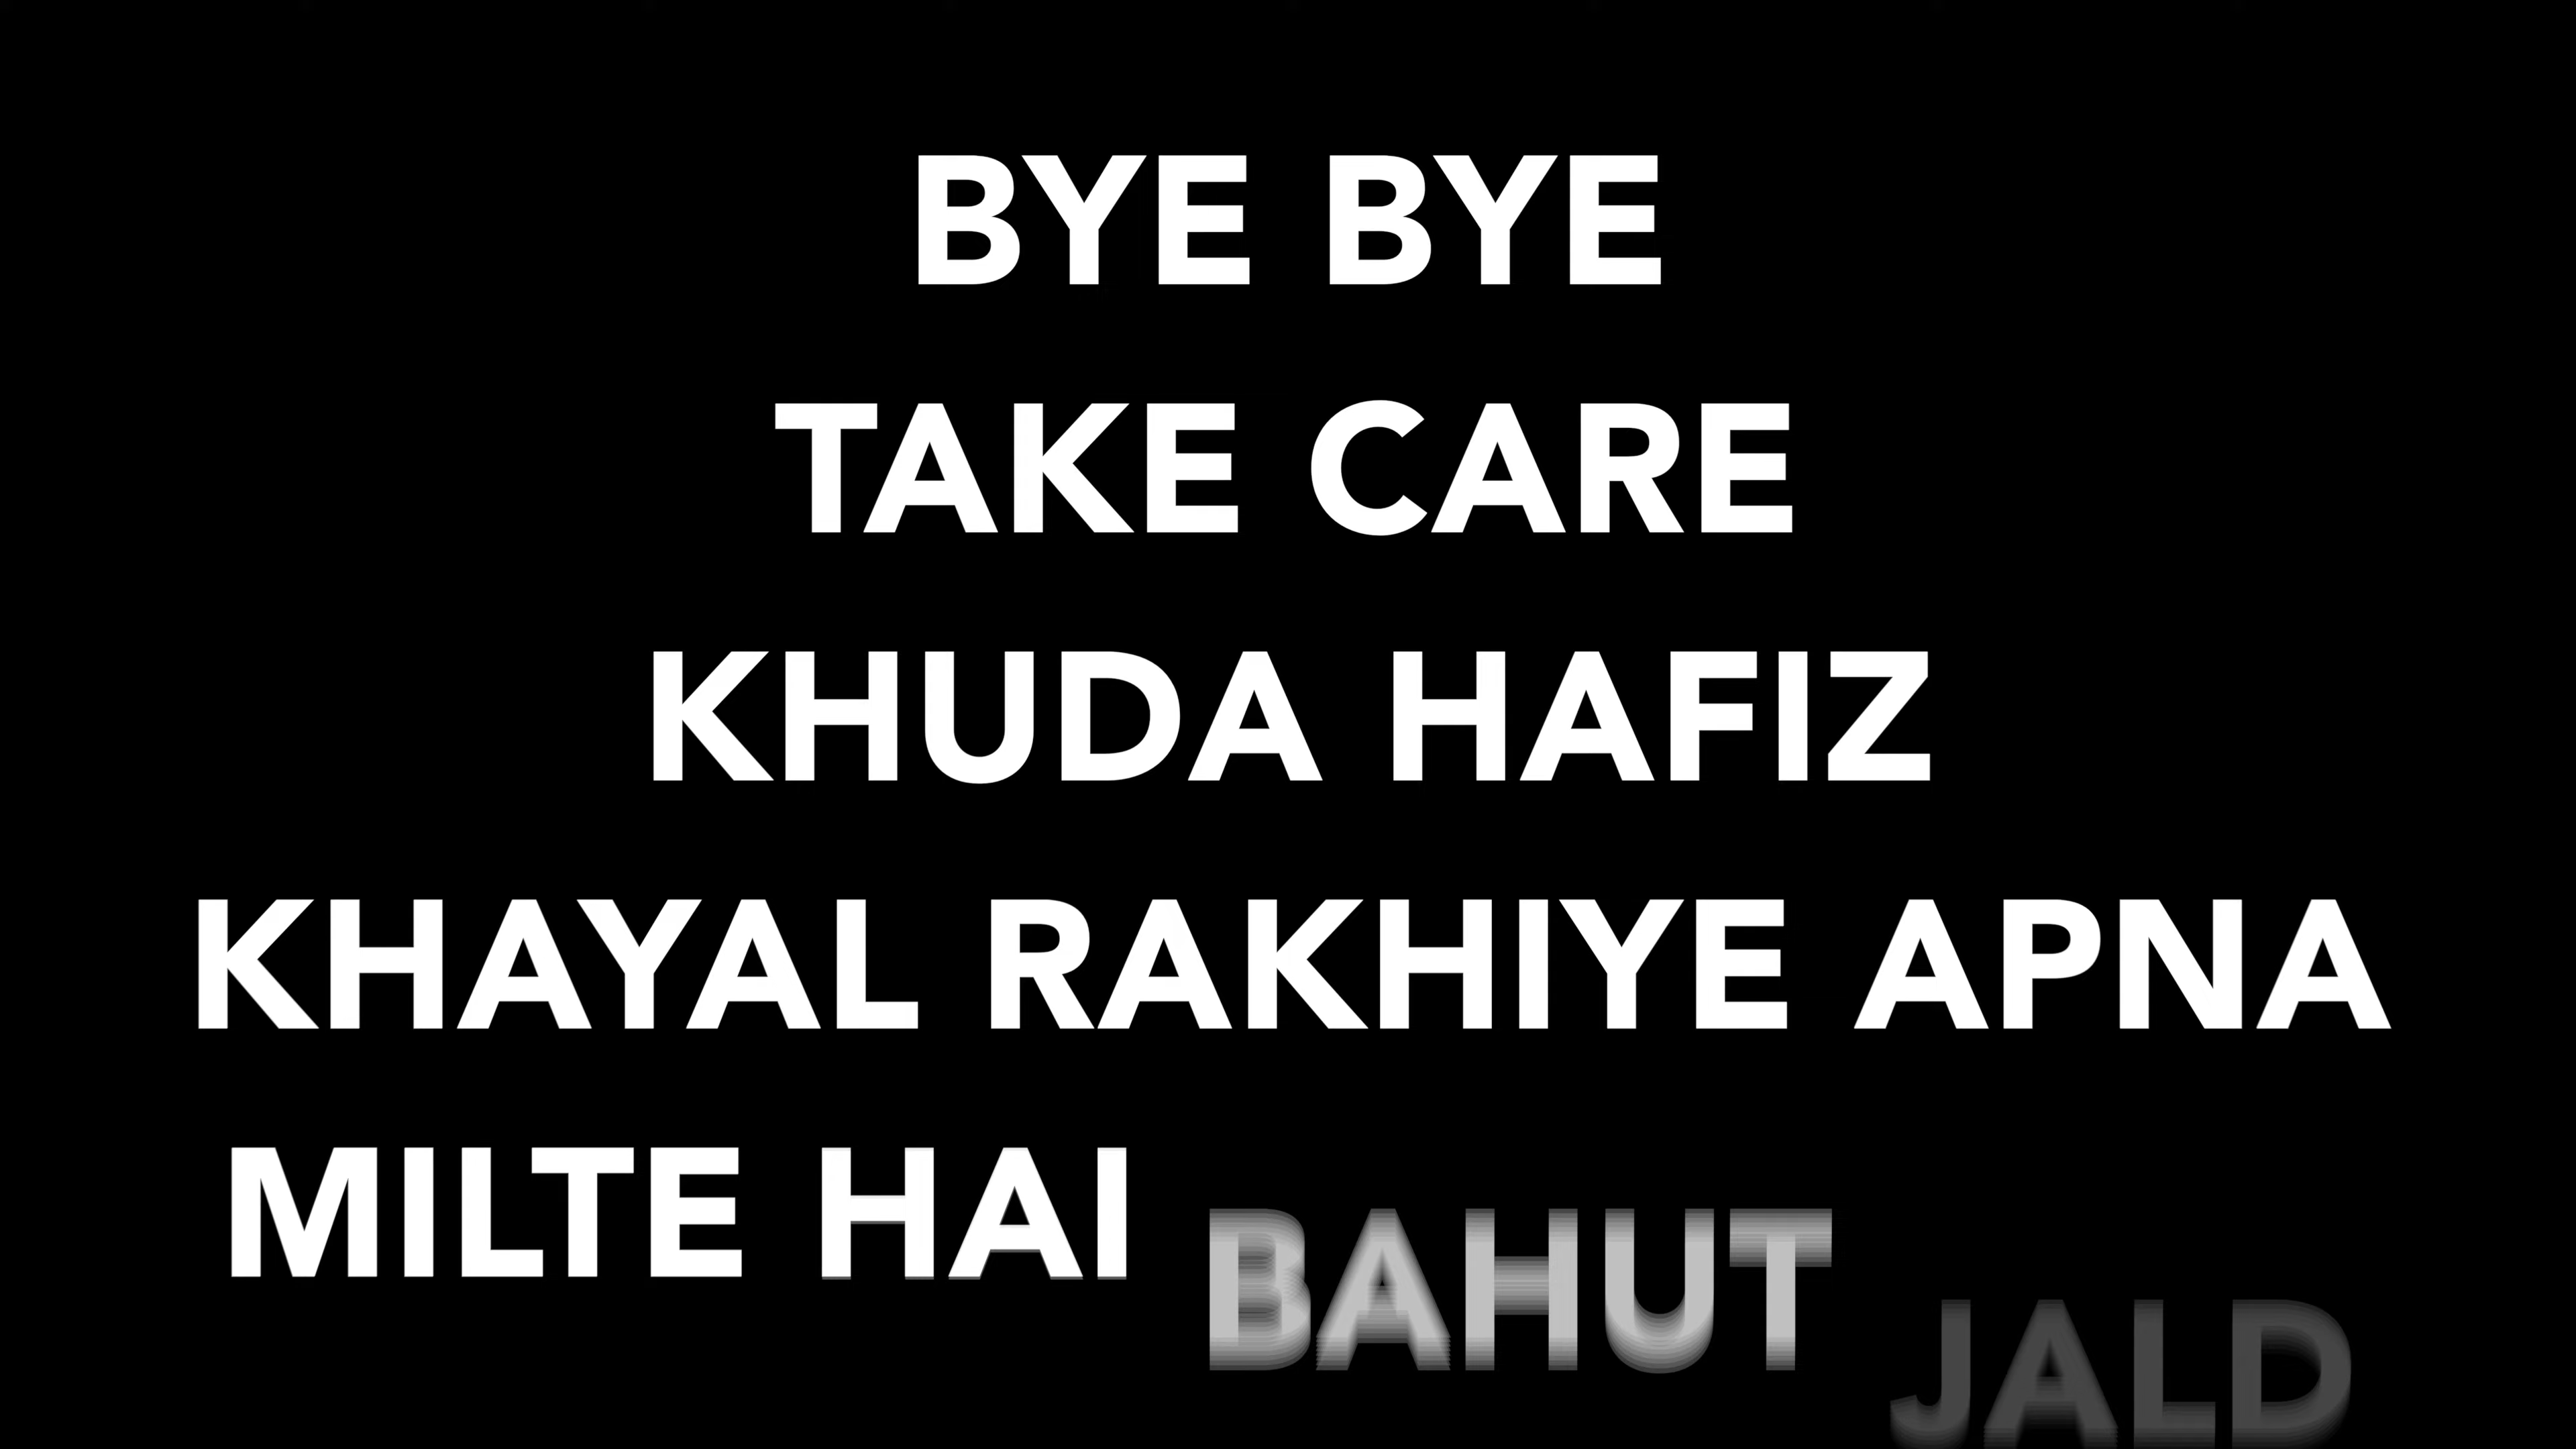 BYE BYE
TAKE CARE
KHUDA HAFIZ
KHAYAL RAKHIYE APNA
MILTE HAI BAHUT JALD